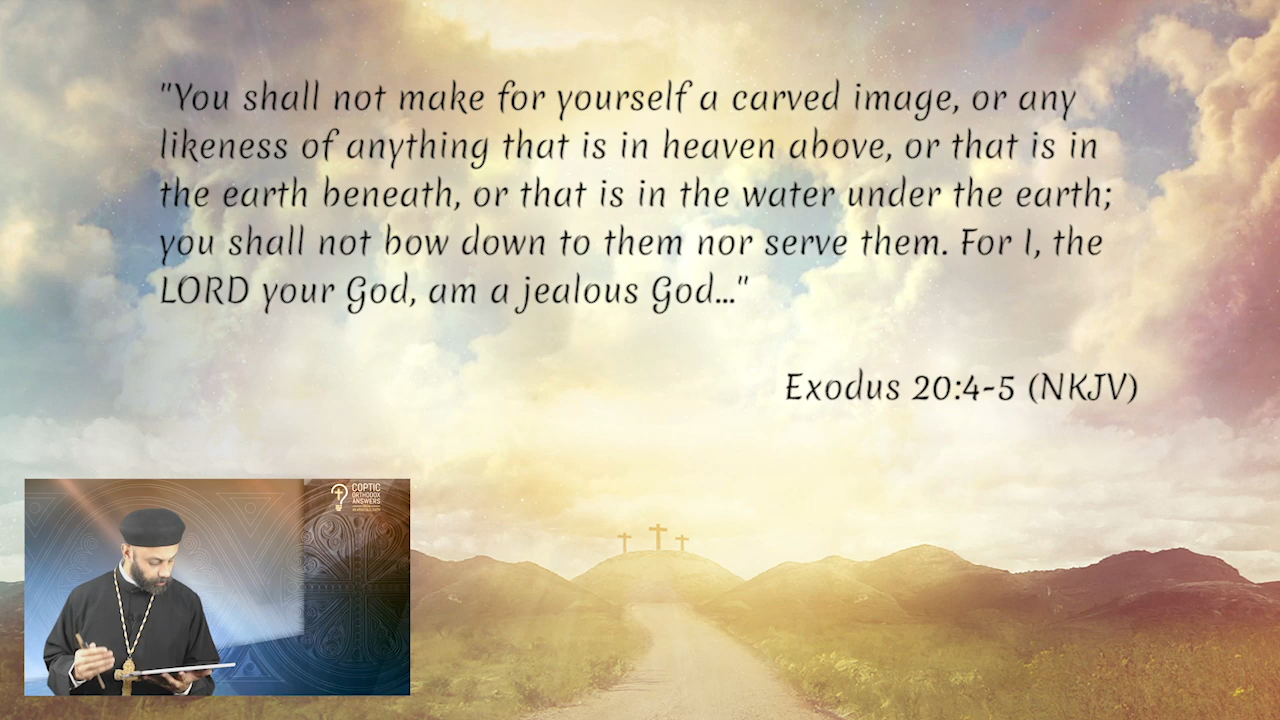 "You shall not make for yourself a carved image, or any
likeness of anything that is in heaven above, or that is in
the earth beneath, or that is in the water under the earth;
you shall not bow down to them nor serve them. For I, the
LORD your God, am a jealous God..."
Exodus 20:4-5 (NKJV)
COPTIC
ORTHODOX
ANSWERS